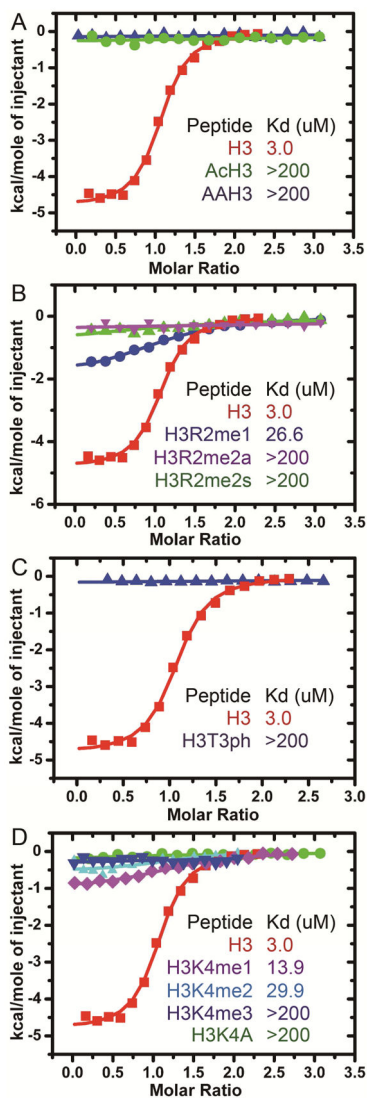 A
kcal/mole of injectant
0
-1
-2
-3
-4
-5
Peptide Kd (uM)
H3 3.0
AcH3 >200
AAH3 >200
0.0 0.5 1.0 1.5 2.0 2.5 3.0 3.5
Molar Ratio
B
kcal/mole of injectant
0
-2
-4
-6
Peptide Kd (uM)
H3 3.0
H3R2me1 26.6
H3R2me2a >200
H3R2me2s >200
0.0 0.5 1.0 1.5 2.0 2.5 3.0 3.5
Molar Ratio
C
kcal/mole of injectant
0
-1
-2
-3
-4
-5
Peptide Kd (uM)
H3 3.0
H3T3ph >200
0.0 0.5 1.0 1.5 2.0 2.5 3.0
Molar Ratio
D
kcal/mole of injectant
0
-1
-2
-3
-4
-5
Peptide Kd (uM)
H3 3.0
H3K4me1 13.9
H3K4me2 29.9
H3K4me3 >200
H3K4A >200
0.0 0.5 1.0 1.5 2.0 2.5 3.0 3.5
Molar Ratio